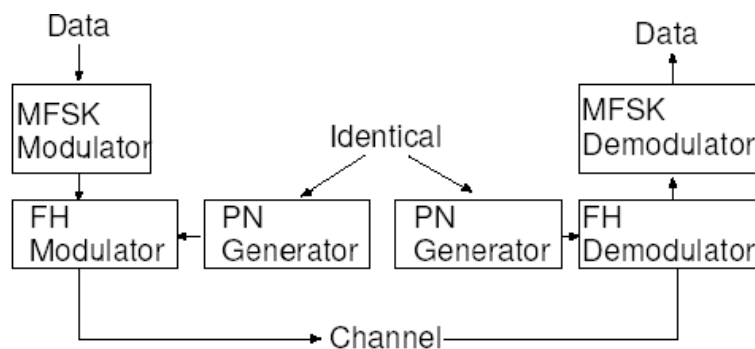 Data
MFSK
Modulator
FH
Modulator
PN
Generator
Identical
PN
Generator
Data
MFSK
Demodulator
FH
Demodulator
Channel